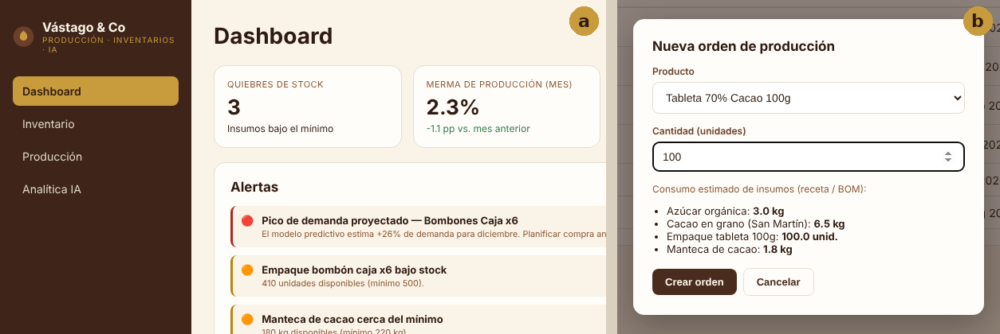 Vástago & Co
PRODUCCIÓN · INVENTARIOS
· IA
Dashboard
Inventario
Producción
Analítica IA
a
Dashboard
QUIEBRES DE STOCK
3
Insumos bajo el mínimo
MERMA DE PRODUCCIÓN (MES)
2.3%
-1.1 pp vs. mes anterior
Alertas
Pico de demanda proyectado — Bombones Caja x6
El modelo predictivo estima +26% de demanda para diciembre. Planificar compra an
Empaque bombón caja x6 bajo stock
410 unidades disponibles (mínimo 500).
Manteca de cacao cerca del mínimo
180 kg disponibles (mínimo 220 kg)
b
Nueva orden de producción
Producto
Tableta 70% Cacao 100g
Cantidad (unidades)
100
Consumo estimado de insumos (receta / BOM):
• Azúcar orgánica: 3.0 kg
• Cacao en grano (San Martín): 6.5 kg
• Empaque tableta 100g: 100.0 unid.
• Manteca de cacao: 1.8 kg
Crear orden
Cancelar